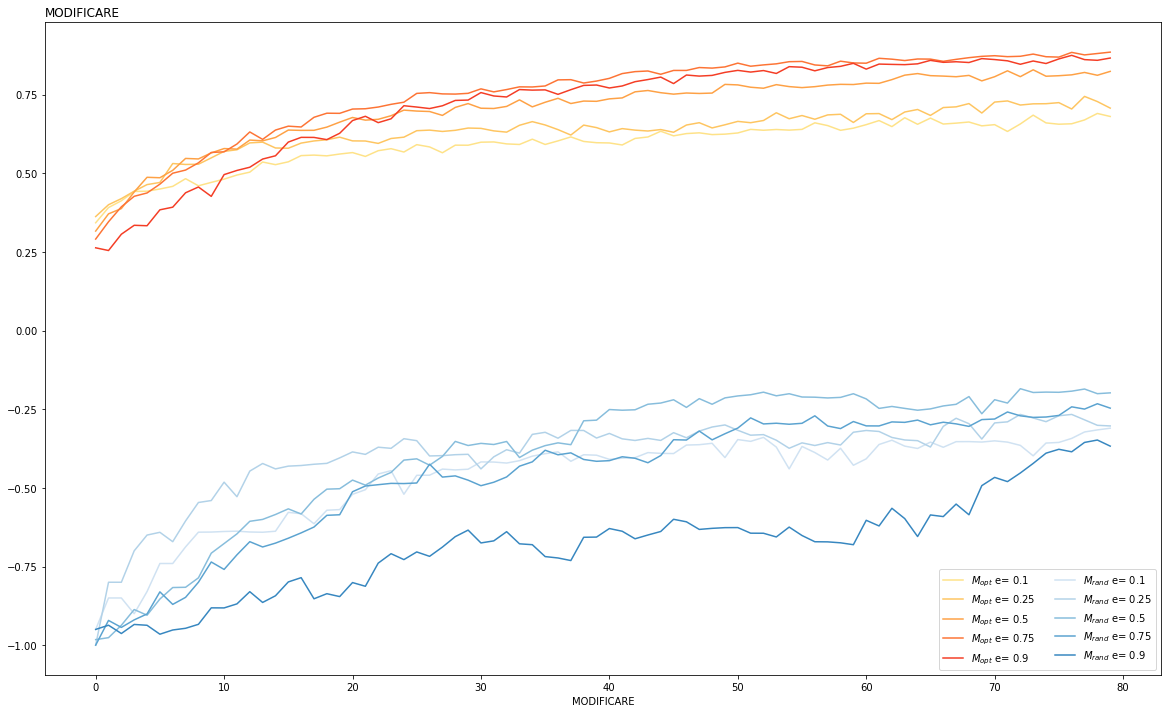 MODIFICARE
0.75
0.50
0.25
0.00
−0.25
−0.50
−0.75
−1.00
0 10 20 30 40 50 60 70 80
MODIFICARE
M_opt e= 0.1
M_opt e= 0.25
M_opt e= 0.5
M_opt e= 0.75
M_opt e= 0.9
M_rand e= 0.1
M_rand e= 0.25
M_rand e= 0.5
M_rand e= 0.75
M_rand e= 0.9